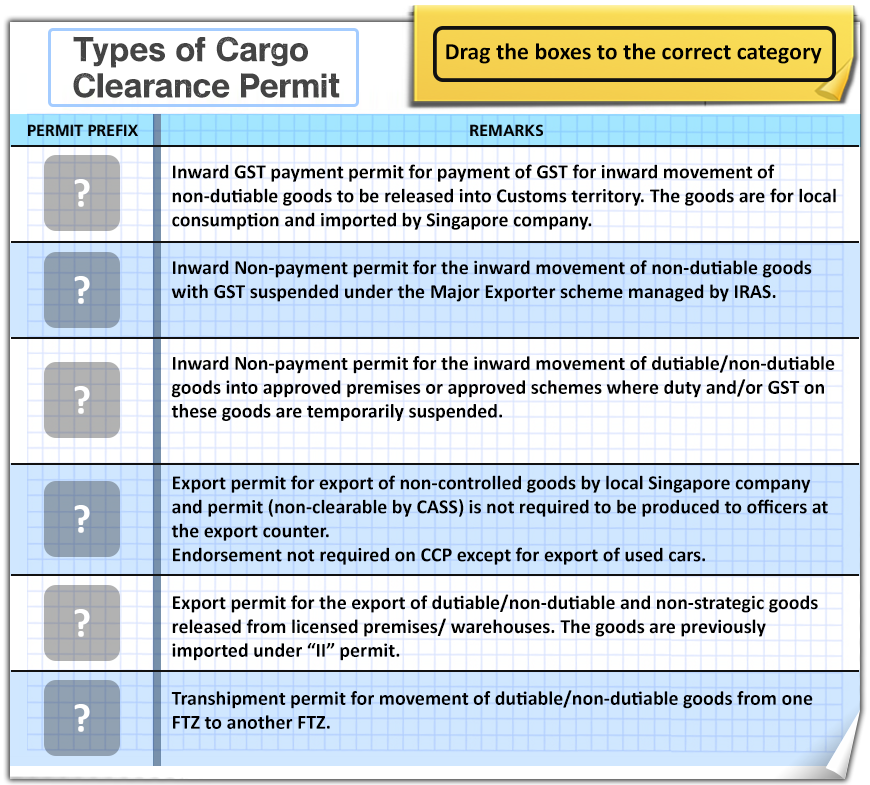 Types of Cargo
Clearance Permit
Drag the boxes to the correct category
PERMIT PREFIX
REMARKS
?
Inward GST payment permit for payment of GST for inward movement of
non-dutiable goods to be released into Customs territory. The goods are for local
consumption and imported by Singapore company.
?
Inward Non-payment permit for the inward movement of non-dutiable goods
with GST suspended under the Major Exporter scheme managed by IRAS.
?
Inward Non-payment permit for the inward movement of dutiable/non-dutiable
goods into approved premises or approved schemes where duty and/or GST on
these goods are temporarily suspended.
?
Export permit for export of non-controlled goods by local Singapore company
and permit (non-clearable by CASS) is not required to be produced to officers at
the export counter.
Endorsement not required on CCP except for export of used cars.
?
Export permit for the export of dutiable/non-dutiable and non-strategic goods
released from licensed premises/ warehouses. The goods are previously
imported under “II” permit.
?
Transhipment permit for movement of dutiable/non-dutiable goods from one
FTZ to another FTZ.